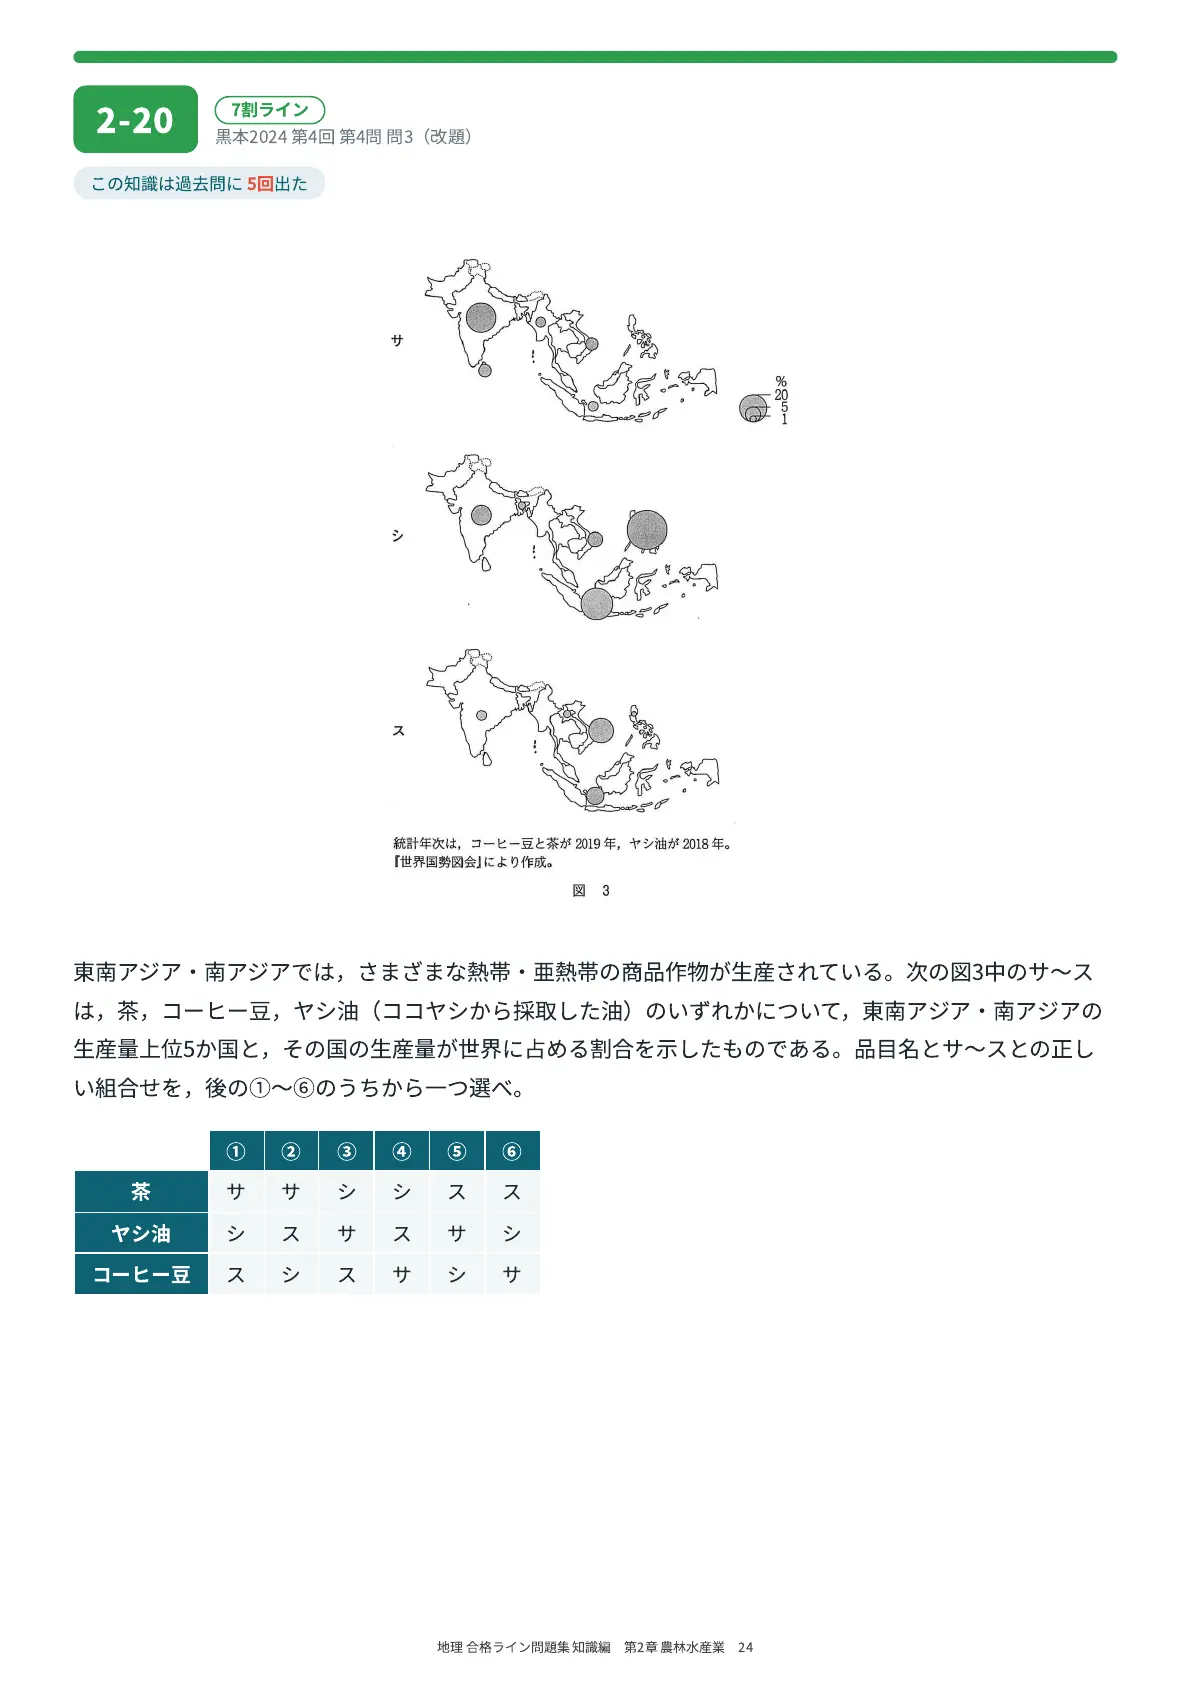 2-20
7割ライン
黒本2024 第4回 第4問 問3（改題）
この知識は過去問に 5回出た
サ
%
20
5
1
シ
ス
統計年次は，コーヒー豆と茶が 2019 年，ヤシ油が 2018 年。
『世界国勢図会』により作成。
図 3
東南アジア・南アジアでは，さまざまな熱帯・亜熱帯の商品作物が生産されている。次の図3中のサ～ス
は，茶，コーヒー豆，ヤシ油（ココヤシから採取した油）のいずれかについて，東南アジア・南アジアの
生産量上位5か国と，その国の生産量が世界に占める割合を示したものである。品目名とサ～スとの正し
い組合せを，後の①～⑥のうちから一つ選べ。
① ② ③ ④ ⑤ ⑥
茶 サ サ シ シ ス ス
ヤシ油 シ ス サ ス サ シ
コーヒー豆 ス シ ス サ シ サ
地理 合格ライン問題集 知識編 第2章 農林水産業 24